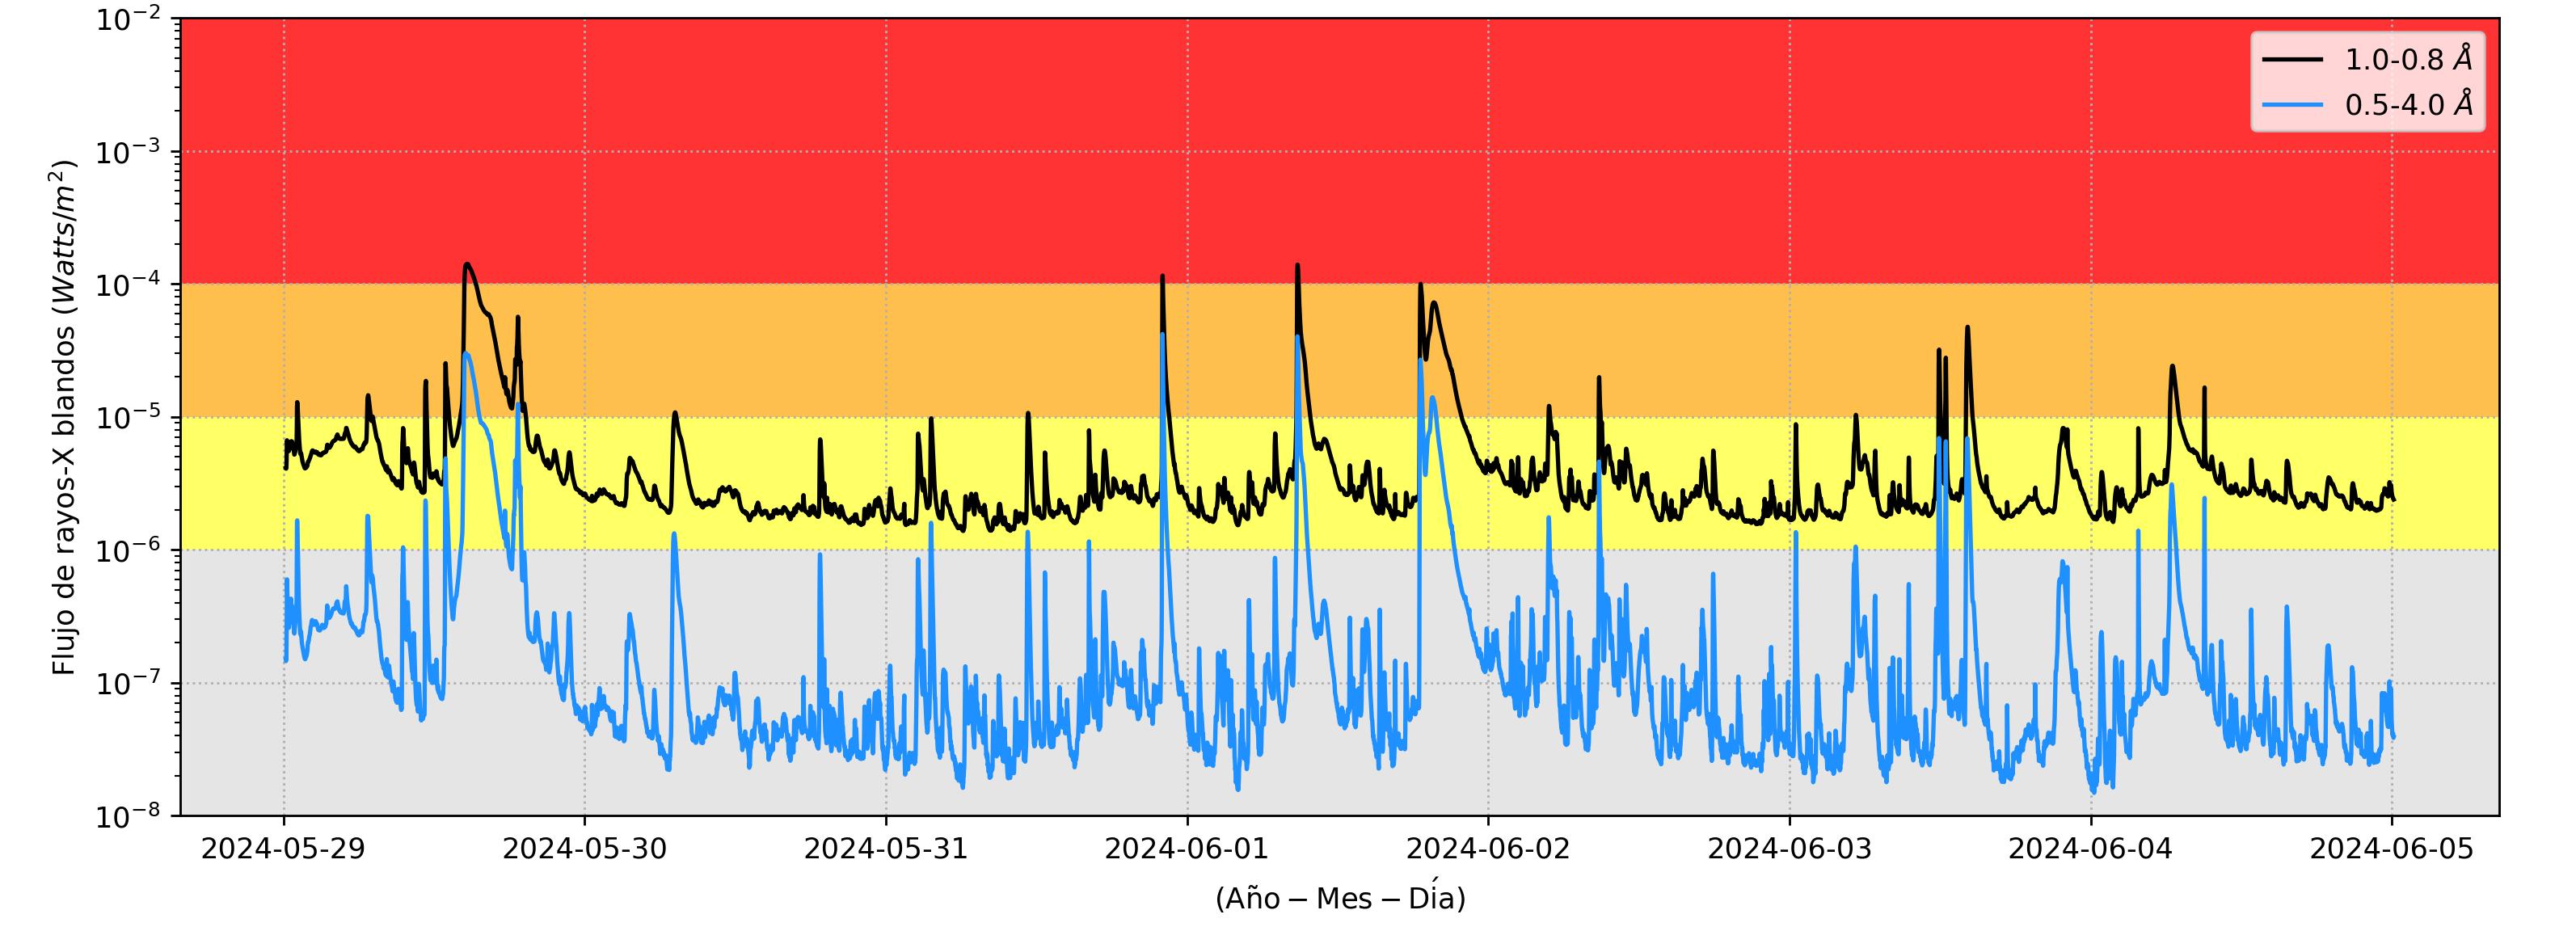 Flujo de rayos-X blandos (Watts/m²)
10⁻²
10⁻³
10⁻⁴
10⁻⁵
10⁻⁶
10⁻⁷
10⁻⁸
1.0-0.8 Å
0.5-4.0 Å
2024-05-29 2024-05-30 2024-05-31 2024-06-01 2024-06-02 2024-06-03 2024-06-04 2024-06-05
(Año − Mes − Día)